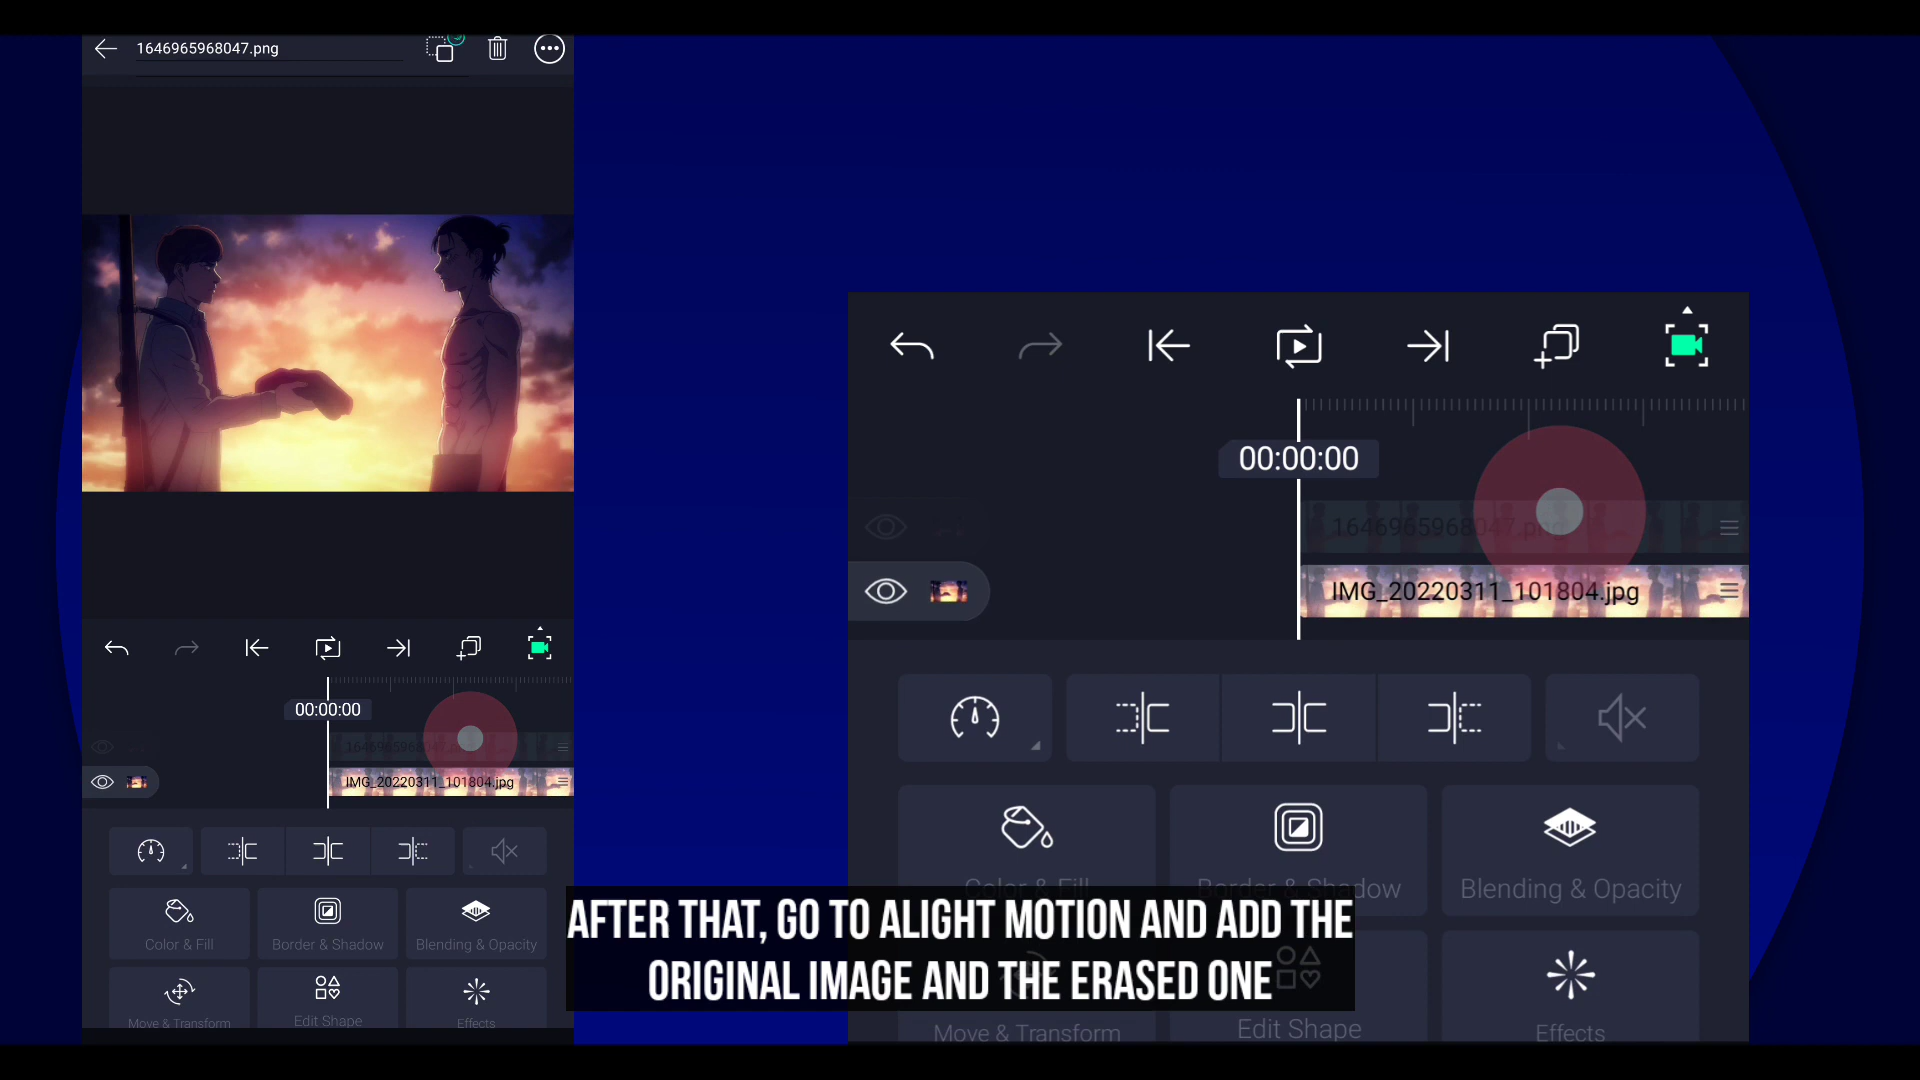 1646965968047.png
00:00:00
1646965968047.png
IMG_20220311_101804.jpg
Color & Fill
Border & Shadow
Blending & Opacity
Move & Transform
Edit Shape
Effects
00:00:00
1646965968047.png
IMG_20220311_101804.jpg
Color & Fill
Border & Shadow
Blending & Opacity
AFTER THAT, GO TO ALIGHT MOTION AND ADD THE
ORIGINAL IMAGE AND THE ERASED ONE
Move & Transform
Edit Shape
Effects